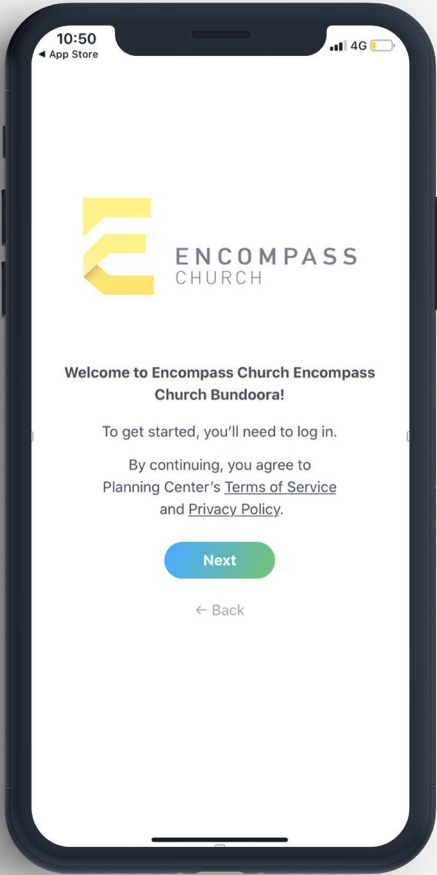 10:50
◀ App Store
4G
ENCOMPASS
CHURCH
Welcome to Encompass Church Encompass
Church Bundoora!
To get started, you'll need to log in.
By continuing, you agree to
Planning Center's Terms of Service
and Privacy Policy.
Next
← Back